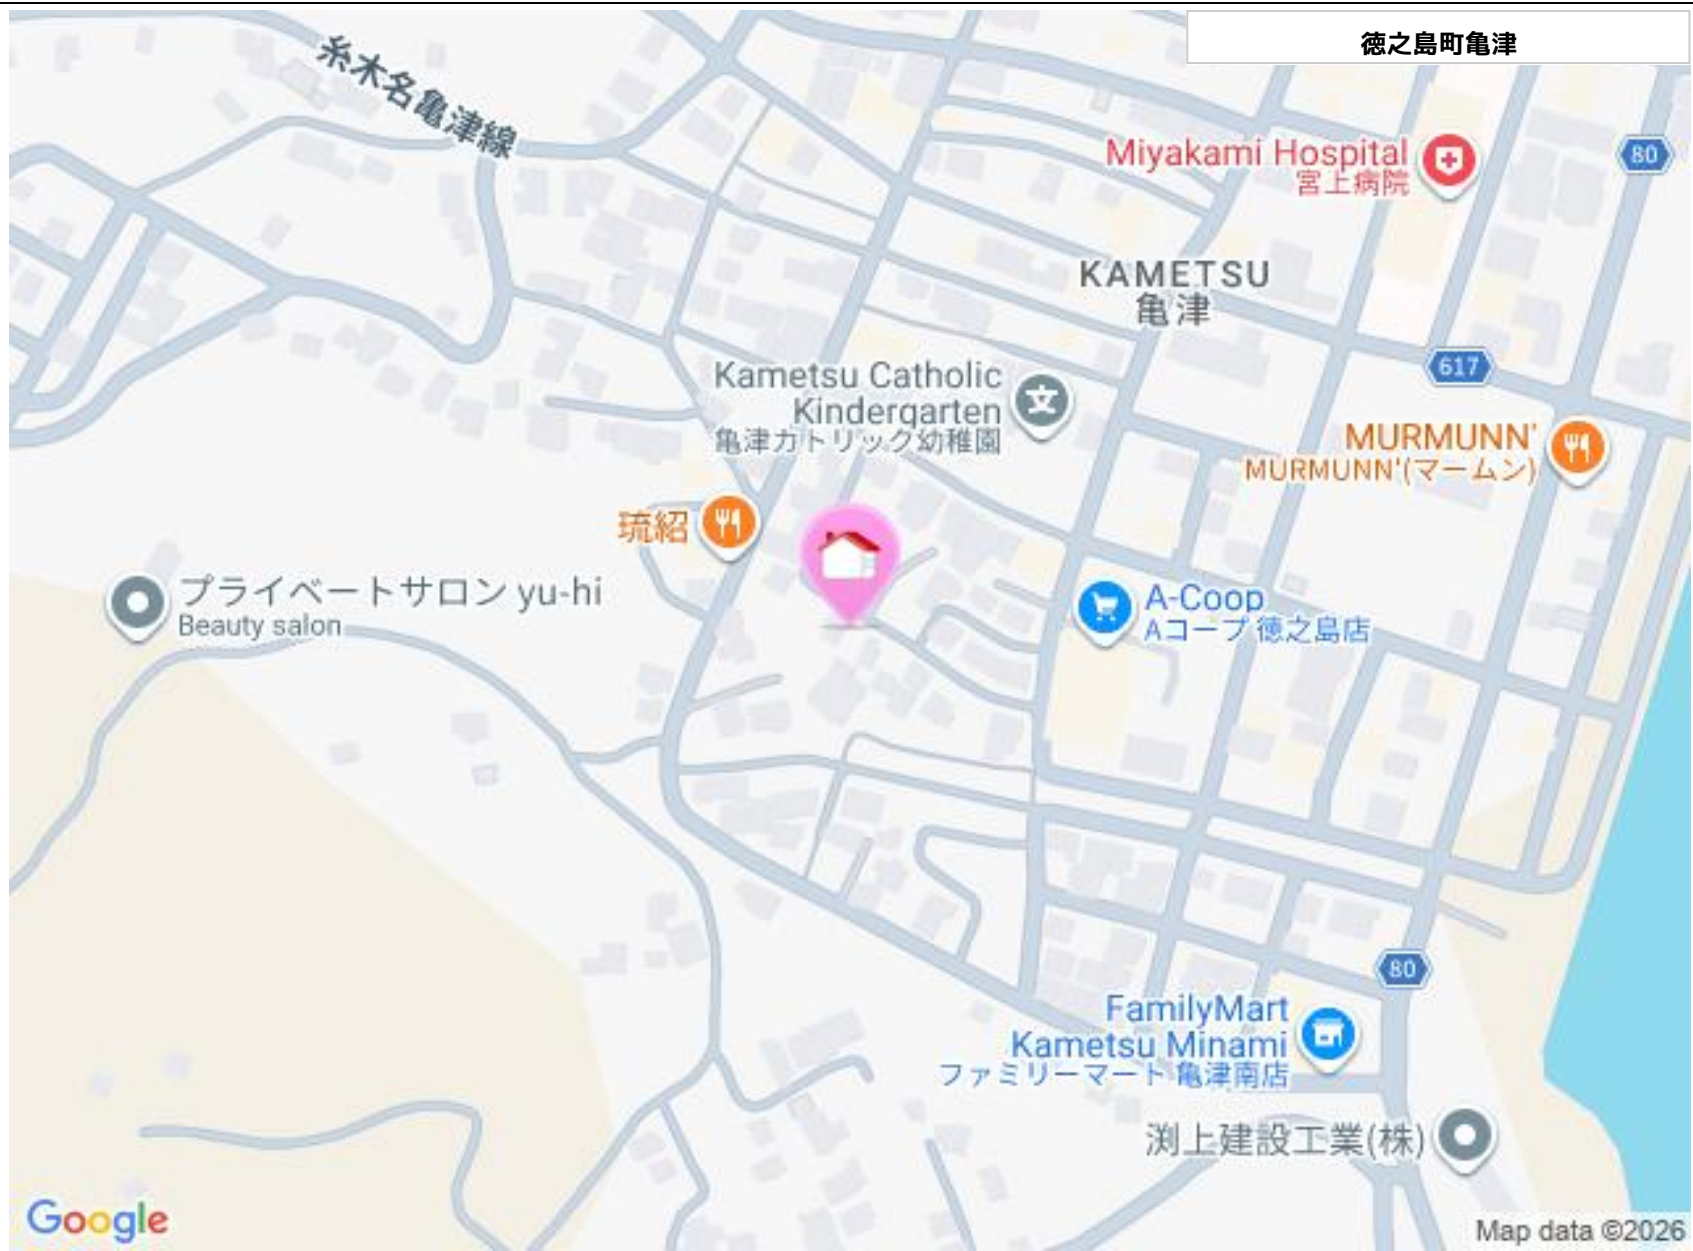 徳之島町亀津
糸木名亀津線
Miyakami Hospital
宮上病院
80
KAMETSU
亀津
617
Kametsu Catholic
Kindergarten
亀津カトリック幼稚園
MURMUNN'
MURMUNN'(マームン)
琉紹
プライベートサロン yu-hi
Beauty salon
A-Coop
Aコープ 徳之島店
80
FamilyMart
Kametsu Minami
ファミリーマート 亀津南店
渕上建設工業(株)
Google
Map data ©2026